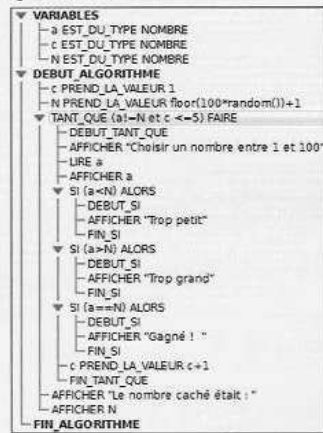 VARIABLES
a EST_DU_TYPE NOMBRE
c EST_DU_TYPE NOMBRE
N EST_DU_TYPE NOMBRE
DEBUT_ALGORITHME
c PREND_LA_VALEUR 1
N PREND_LA_VALEUR floor(100*random())+1
TANT_QUE (a!=N et c <=5) FAIRE
DEBUT_TANT_QUE
AFFICHER "Choisir un nombre entre 1 et 100"
LIRE a
AFFICHER a
SI (a<N) ALORS
DEBUT_SI
AFFICHER "Trop petit"
FIN_SI
SI (a>N) ALORS
DEBUT_SI
AFFICHER "Trop grand"
FIN_SI
SI (a==N) ALORS
DEBUT_SI
AFFICHER "Gagné ! "
FIN_SI
c PREND_LA_VALEUR c+1
FIN_TANT_QUE
AFFICHER "Le nombre caché était : "
AFFICHER N
FIN_ALGORITHME